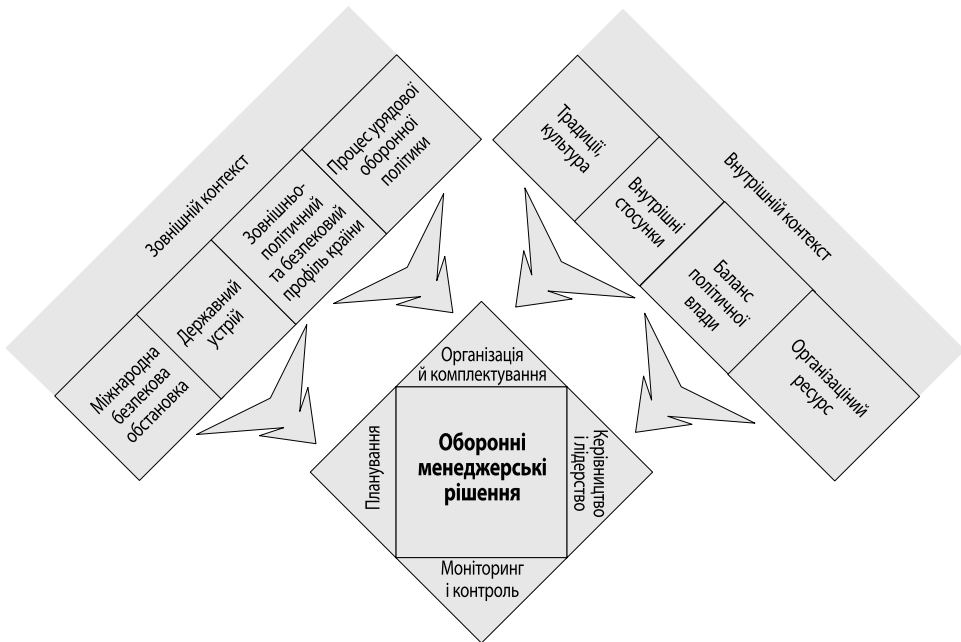 Зовнішній контекст
Міжнародна
безпекова
обстановка
Державний
устрій
Зовнішньо-
політичний
та безпековий
профіль країни
Процес урядової
оборонної
політики
Внутрішній контекст
Традиції,
культура
Внутрішні
стосунки
Баланс
політичної
влади
Організаціний
ресурс
Організація
й комплектування
Планування
Оборонні
менеджерські
рішення
Керівництво
і лідерство
Моніторинг
і контроль